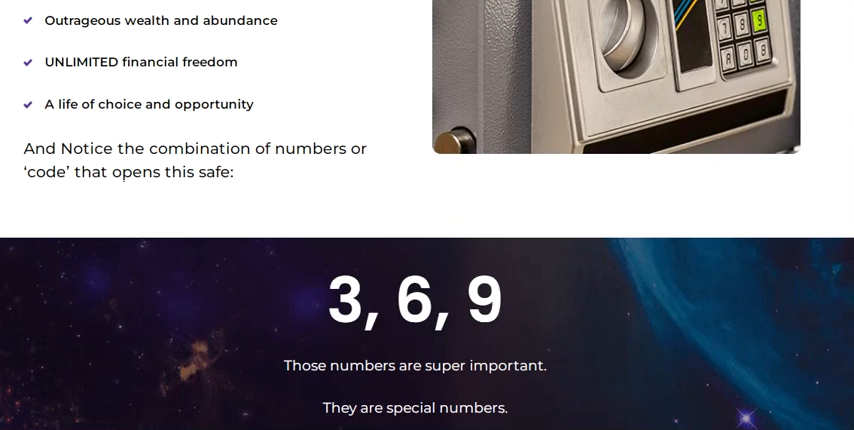 Outrageous wealth and abundance
UNLIMITED financial freedom
A life of choice and opportunity
And Notice the combination of numbers or
‘code’ that opens this safe:
3, 6, 9
Those numbers are super important.
They are special numbers.